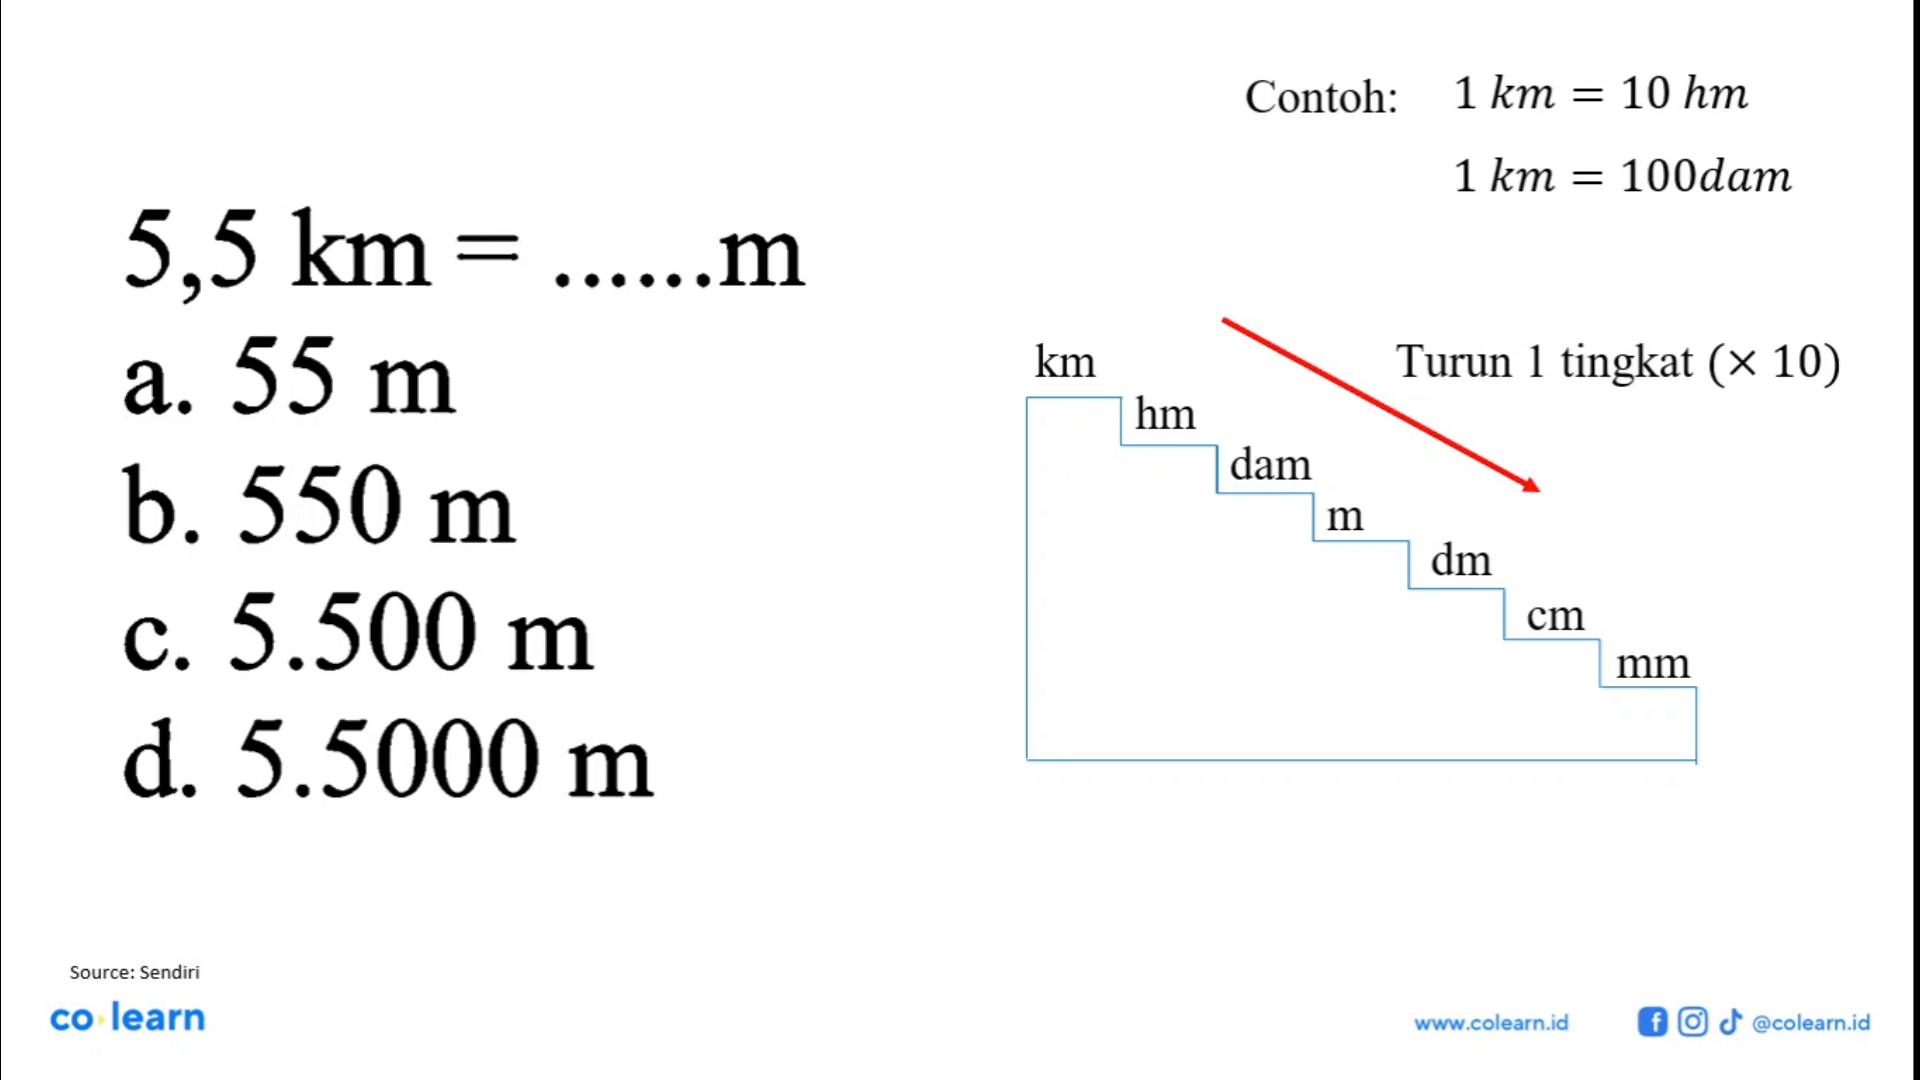 Contoh: 1 km = 10 hm
1 km = 100dam
5,5 km = ......m
a. 55 m
b. 550 m
c. 5.500 m
d. 5.5000 m
Turun 1 tingkat (× 10)
km
hm
dam
m
dm
cm
mm
Source: Sendiri
co learn
www.colearn.id
@colearn.id